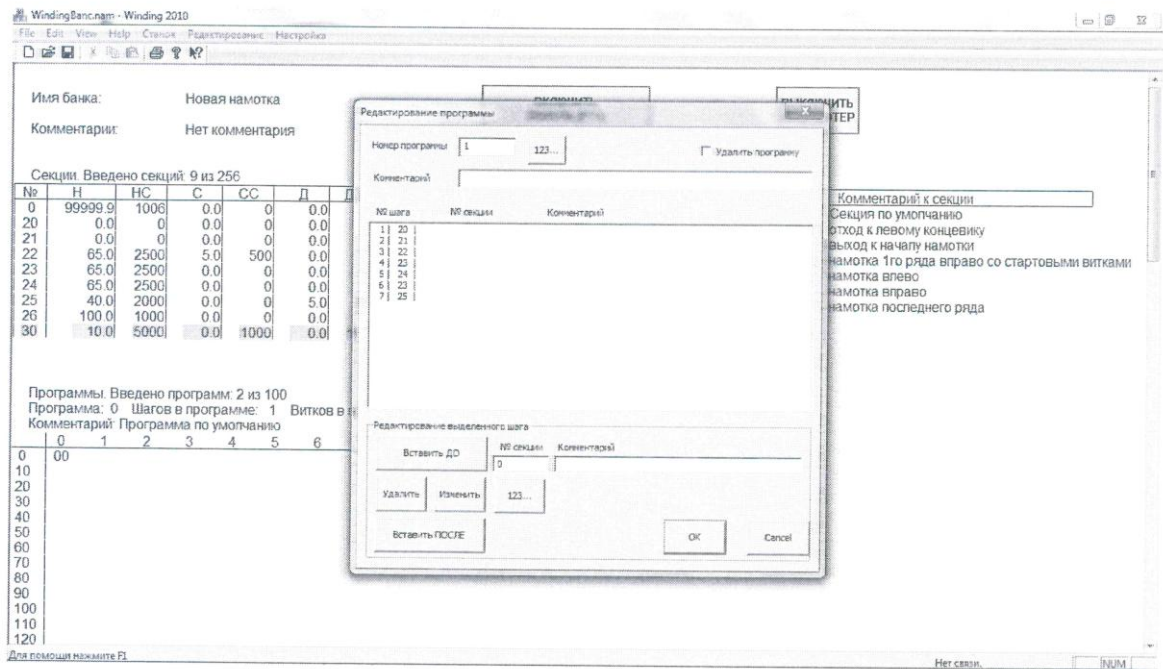 WindingBanc.nam - Winding 2010
File Edit View Help Станок Редактирование Настройка
Имя банка: Новая намотка
Комментарии: Нет комментария
ВКЛЮЧИТЬ
ВЫКЛЮЧИТЬ
Секции. Введено секций: 9 из 256
№ Н НС С СС Д Комментарий к секции
0 99999.9 1006 0.0 0 0.0 Секция по умолчанию
20 0.0 0 0.0 0 0.0 отход к левому концевику
21 0.0 0 0.0 0 0.0 выход к началу намотки
22 65.0 2500 5.0 500 0.0 намотка 1го ряда вправо со стартовыми витками
23 65.0 2500 0.0 0 0.0 намотка влево
24 65.0 2500 0.0 0 0.0 намотка вправо
25 40.0 2000 0.0 0 5.0 намотка последнего ряда
26 100.0 1000 0.0 0 0.0
30 10.0 5000 0.0 1000 0.0
Программы. Введено программ: 2 из 100
Программа: 0 Шагов в программе: 1 Витков в
Комментарий: Программа по умолчанию
0 1 2 3 4 5 6
0 00
10
20
30
40
50
60
70
80
90
100
110
120
Редактирование программы
Номер программы 1 123... Удалить программу
Комментарий
№ шага № секции Комментарий
1| 20 |
2| 21 |
3| 22 |
4| 23 |
5| 24 |
6| 23 |
7| 25 |
Редактирование выделенного шага
Вставить ДО № секции Комментарий
0
Удалить Изменить 123...
Вставить ПОСЛЕ OK Cancel
Для помощи нажмите F1 Нет связи. NUM